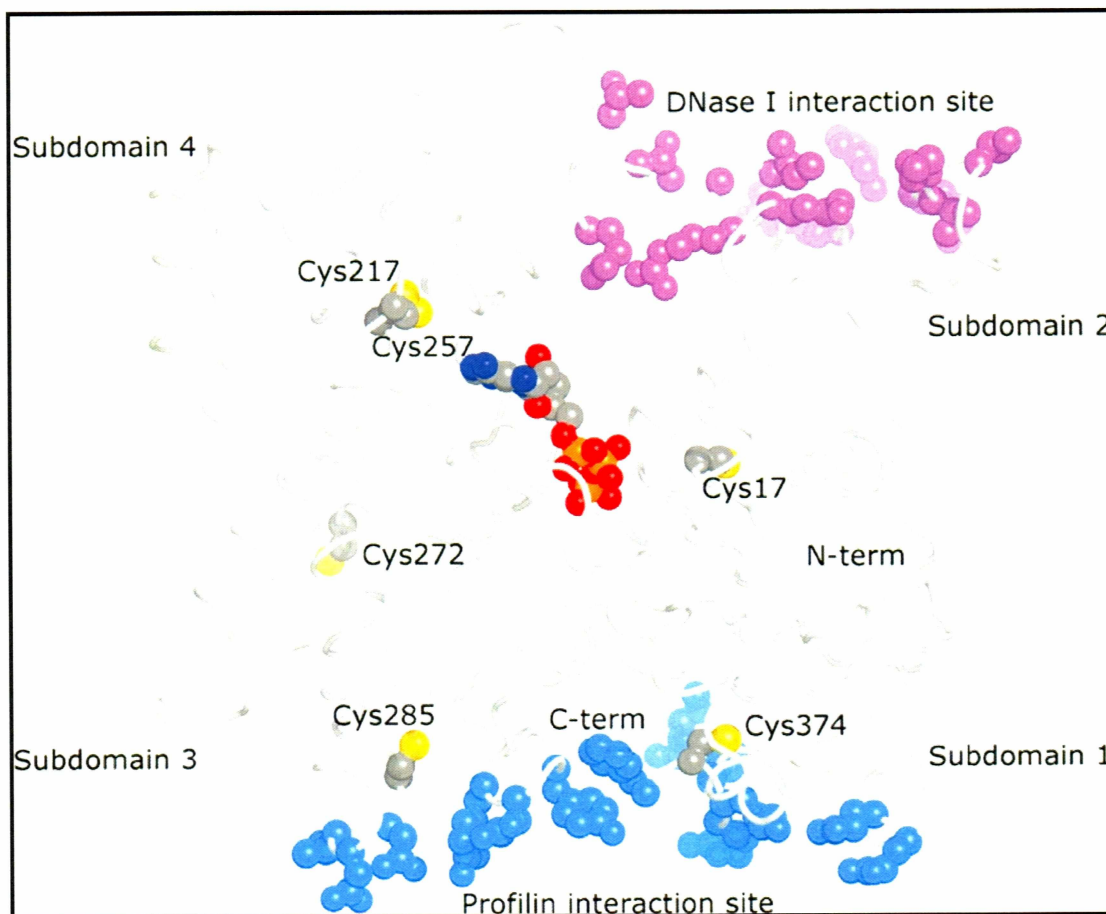 DNase I interaction site
Subdomain 4
Cys217
Subdomain 2
Cys257
Cys17
Cys272
N-term
Cys285
C-term
Cys374
Subdomain 3
Subdomain 1
Profilin interaction site